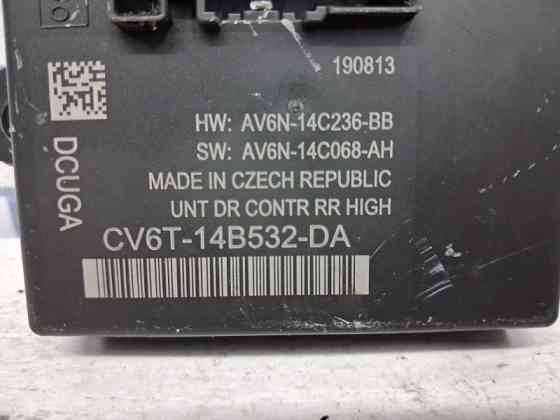 190813
HW: AV6N-14C236-BB
SW: AV6N-14C068-AH
MADE IN CZECH REPUBLIC
UNT DR CONTR RR HIGH
CV6T-14B532-DA
DCUGA